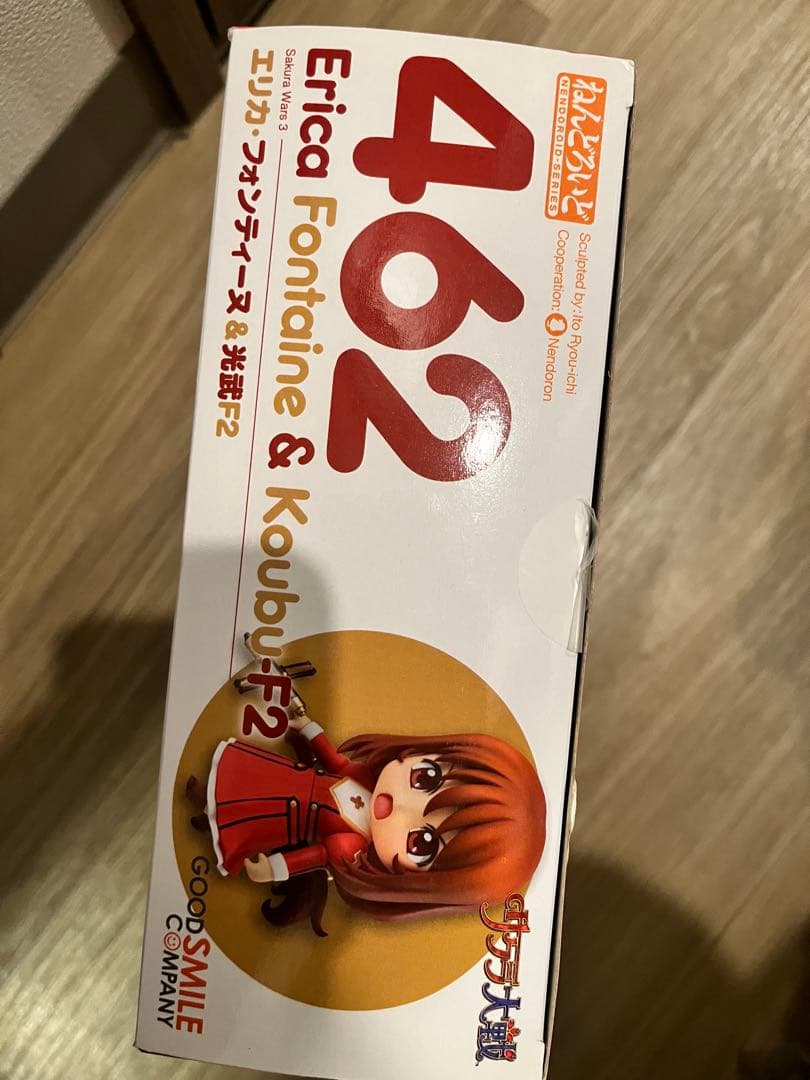 ねんどろいど
NENDOROID-SERIES
Sculpted by:Ito Ryou-ichi
Cooperation: Nendoron
462
Erica Fontaine & Koubu-F2
Sakura Wars 3
エリカ・フォンティーヌ & 光武F2
サクラ大戦
GOOD SMILE
COMPANY